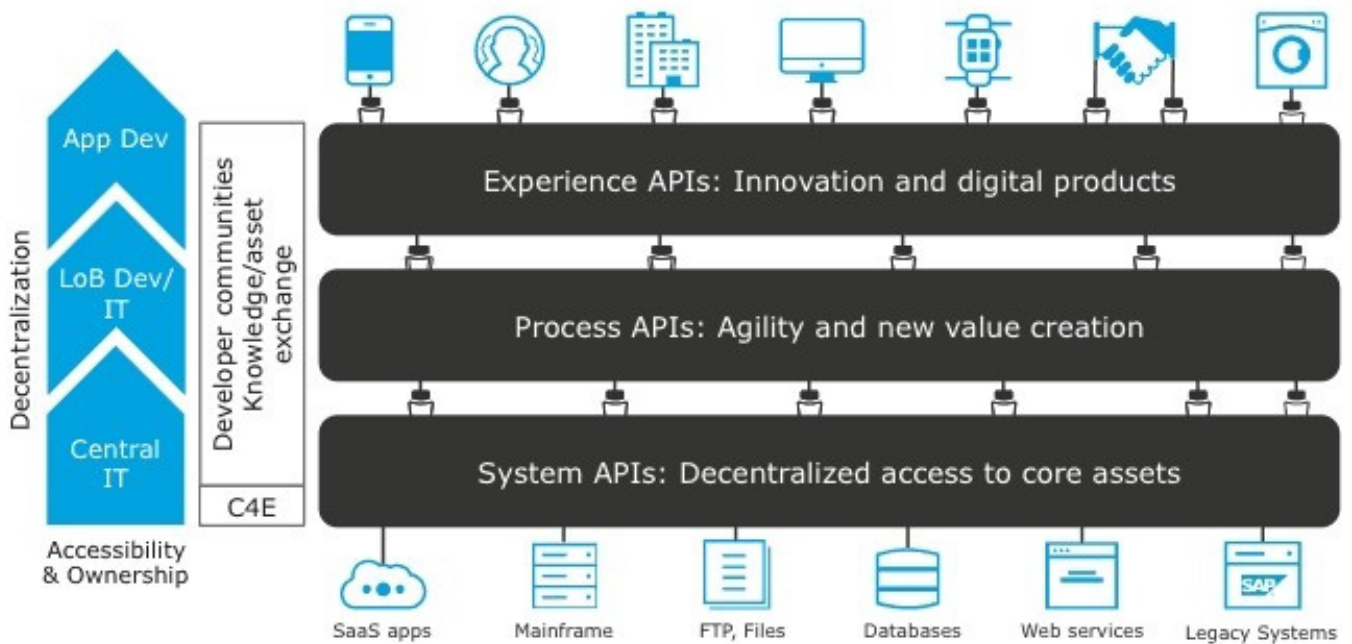 Decentralization
App Dev
LoB Dev/
IT
Central
IT
Accessibility
& Ownership
Developer communities
Knowledge/asset
exchange
C4E
Experience APIs: Innovation and digital products
Process APIs: Agility and new value creation
System APIs: Decentralized access to core assets
SAP
SaaS apps
Mainframe
FTP, Files
Databases
Web services
Legacy Systems